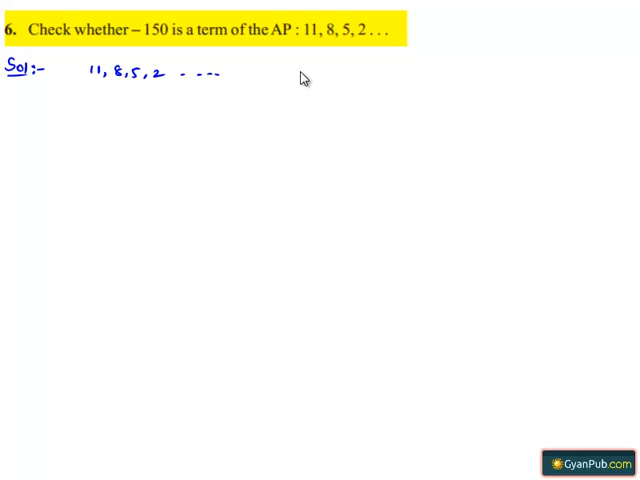 6. Check whether – 150 is a term of the AP : 11, 8, 5, 2 . . .
Sol:-   11, 8, 5, 2 - - - -
GyanPub.com